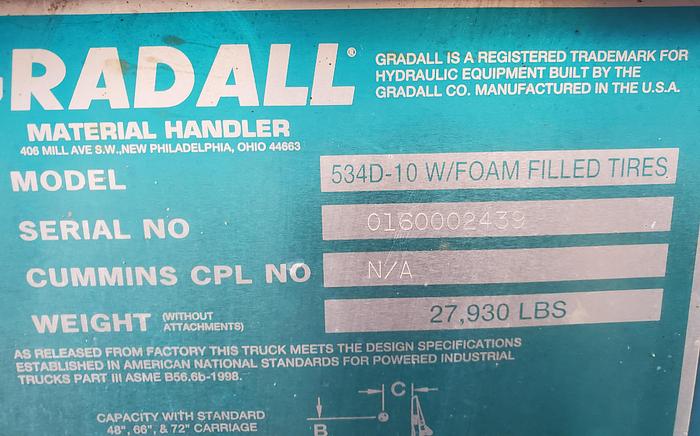 GRADALL®
GRADALL IS A REGISTERED TRADEMARK FOR
HYDRAULIC EQUIPMENT BUILT BY THE
GRADALL CO. MANUFACTURED IN THE U.S.A.
MATERIAL HANDLER
406 MILL AVE S.W.,NEW PHILADELPHIA, OHIO 44663
MODEL 534D-10 W/FOAM FILLED TIRES
SERIAL NO 0160002439
CUMMINS CPL NO N/A
WEIGHT (WITHOUT ATTACHMENTS) 27,930 LBS
AS RELEASED FROM FACTORY THIS TRUCK MEETS THE DESIGN SPECIFICATIONS
ESTABLISHED IN AMERICAN NATIONAL STANDARDS FOR POWERED INDUSTRIAL
TRUCKS PART III ASME B56.6b-1998.
C
CAPACITY WITH STANDARD
48", 66", & 72" CARRIAGE
B